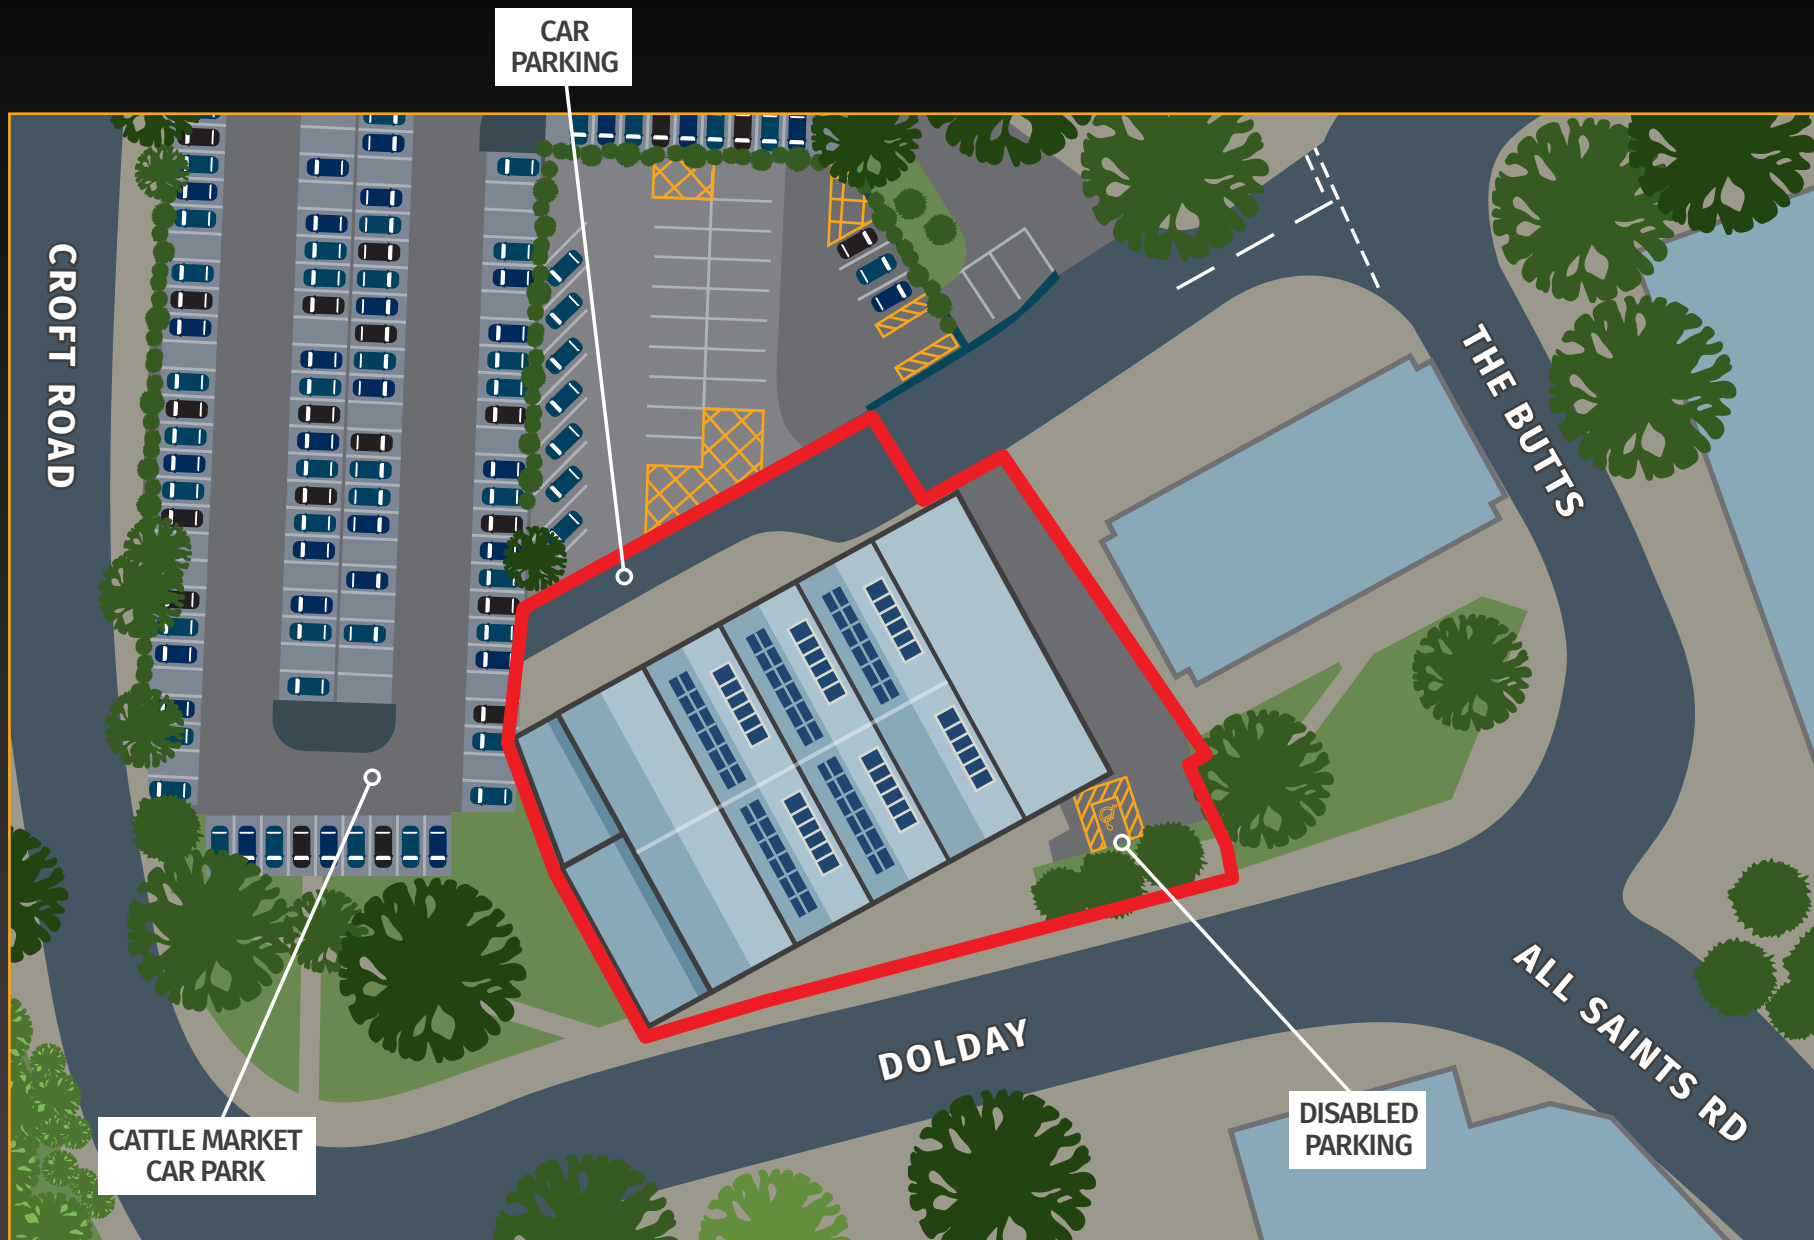 CAR
PARKING
CROFT ROAD
THE BUTTS
DOLDAY
ALL SAINTS RD
CATTLE MARKET
CAR PARK
DISABLED
PARKING